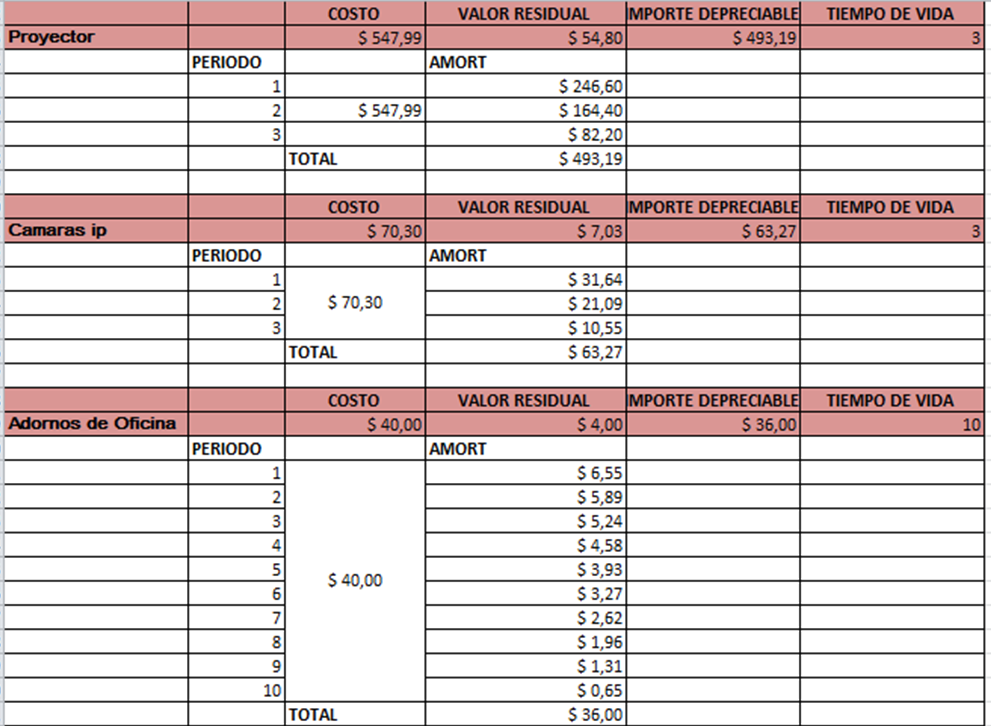 COSTO VALOR RESIDUAL MPORTE DEPRECIABLE TIEMPO DE VIDA
Proyector $ 547,99 $ 54,80 $ 493,19 3
PERIODO AMORT
1 $ 246,60
2 $ 547,99 $ 164,40
3 $ 82,20
TOTAL $ 493,19
COSTO VALOR RESIDUAL MPORTE DEPRECIABLE TIEMPO DE VIDA
Camaras ip $ 70,30 $ 7,03 $ 63,27 3
PERIODO AMORT
1 $ 31,64
2 $ 70,30 $ 21,09
3 $ 10,55
TOTAL $ 63,27
COSTO VALOR RESIDUAL MPORTE DEPRECIABLE TIEMPO DE VIDA
Adornos de Oficina $ 40,00 $ 4,00 $ 36,00 10
PERIODO AMORT
1 $ 6,55
2 $ 5,89
3 $ 5,24
4 $ 4,58
5 $ 40,00 $ 3,93
6 $ 3,27
7 $ 2,62
8 $ 1,96
9 $ 1,31
10 $ 0,65
TOTAL $ 36,00